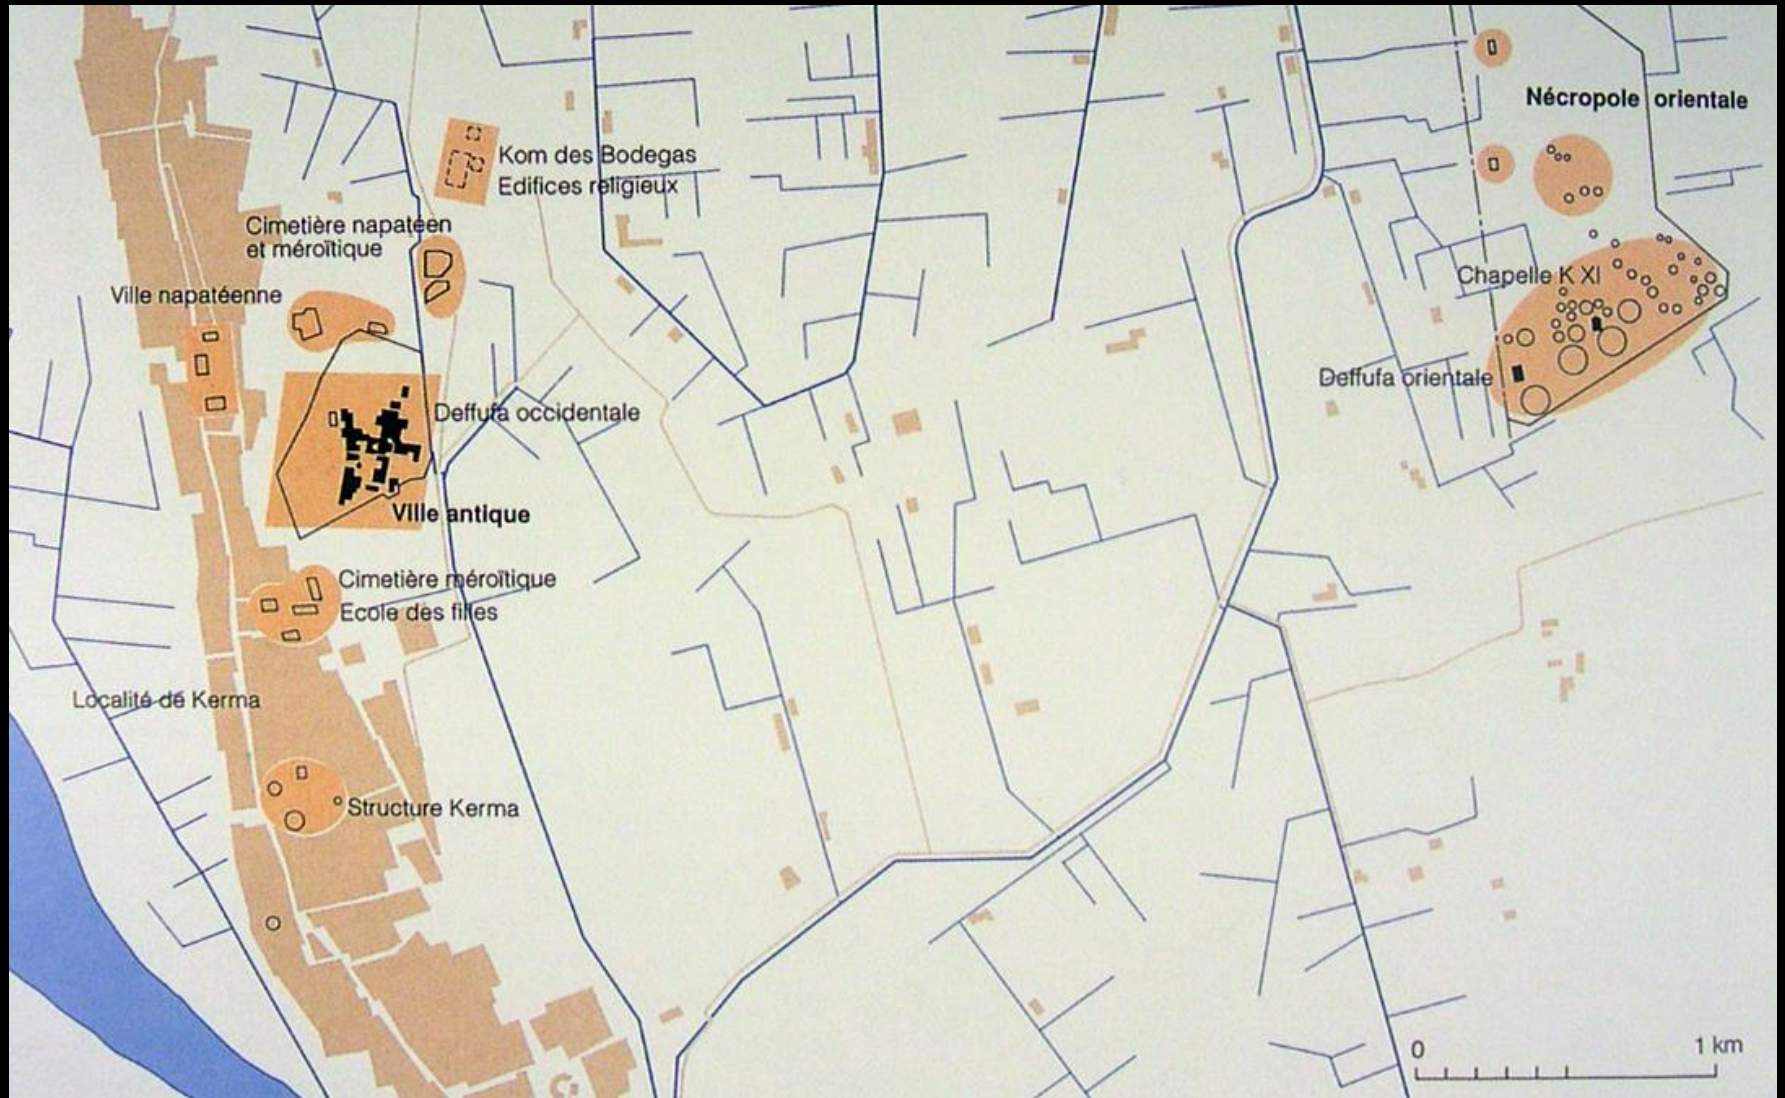 Nécropole orientale
Kom des Bodegas
Edifices religieux
Cimetière napatéen
et méroïtique
Chapelle K XI
Ville napatéenne
Deffufa orientale
Deffufa occidentale
Ville antique
Cimetière méroïtique
Ecole des filles
Localité de Kerma
Structure Kerma
0 1 km